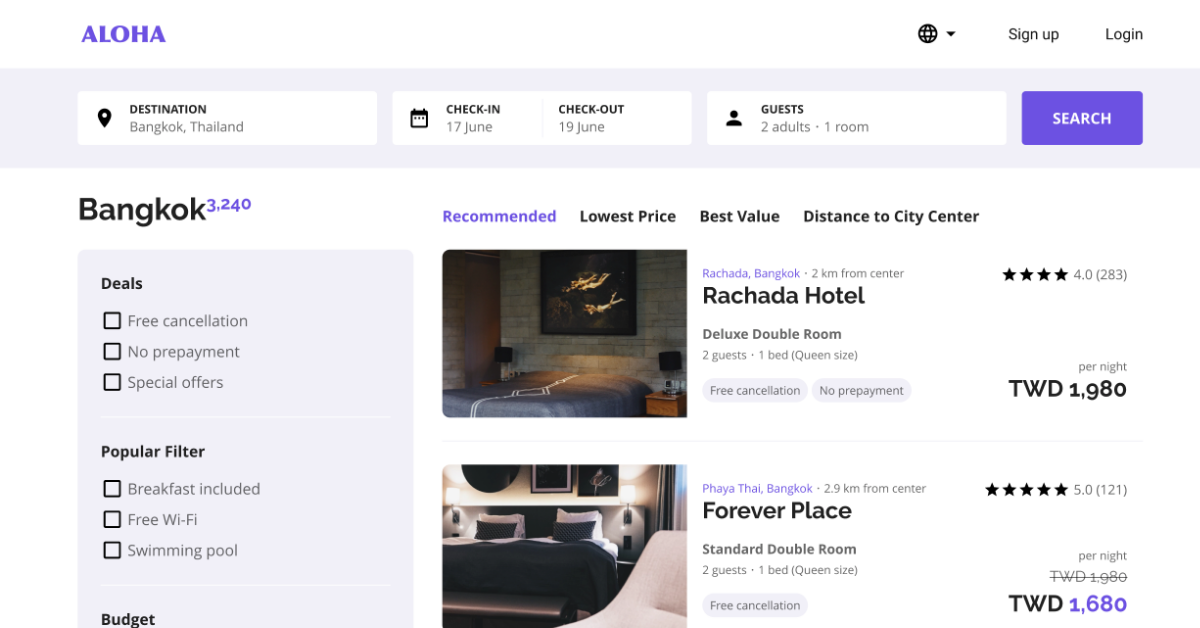 ALOHA
Sign up
Login
DESTINATION
Bangkok, Thailand
CHECK-IN
17 June
CHECK-OUT
19 June
GUESTS
2 adults · 1 room
SEARCH
Bangkok3,240
Deals
Free cancellation
No prepayment
Special offers
Popular Filter
Breakfast included
Free Wi-Fi
Swimming pool
Budget
Recommended Lowest Price Best Value Distance to City Center
Rachada, Bangkok · 2 km from center
Rachada Hotel
Deluxe Double Room
2 guests · 1 bed (Queen size)
Free cancellation
No prepayment
4.0 (283)
per night
TWD 1,980
Phaya Thai, Bangkok · 2.9 km from center
Forever Place
Standard Double Room
2 guests · 1 bed (Queen size)
Free cancellation
5.0 (121)
per night
TWD 1,980
TWD 1,680